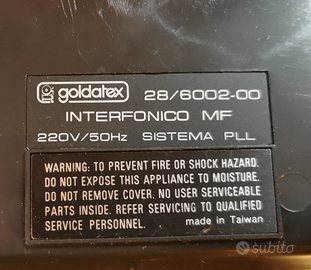 goldatex 28/6002-00
INTERFONICO MF
220V/50Hz SISTEMA PLL
WARNING: TO PREVENT FIRE OR SHOCK HAZARD.
DO NOT EXPOSE THIS APPLIANCE TO MOISTURE.
DO NOT REMOVE COVER. NO USER SERVICEABLE
PARTS INSIDE. REFER SERVICING TO QUALIFIED
SERVICE PERSONNEL. made in Taiwan
subito